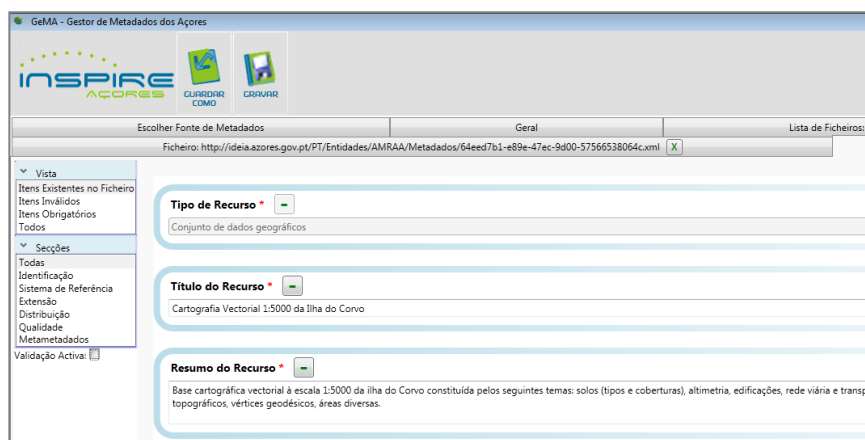 GeMA - Gestor de Metadados dos Açores
INSPIRE
AÇORES
GUARDAR
COMO
GRAVAR
Escolher Fonte de Metadados
Geral
Lista de Ficheiros:
Ficheiro: http://ideia.azores.gov.pt/PT/Entidades/AMRAA/Metadados/64eed7b1-e89e-47ec-9d00-57566538064c.xml X
Vista
Itens Existentes no Ficheiro
Itens Inválidos
Itens Obrigatórios
Todos
Secções
Todas
Identificação
Sistema de Referência
Extensão
Distribuição
Qualidade
Metametadados
Validação Activa:
Tipo de Recurso * -
Conjunto de dados geográficos
Título do Recurso * -
Cartografia Vectorial 1:5000 da Ilha do Corvo
Resumo do Recurso * -
Base cartográfica vectorial à escala 1:5000 da ilha do Corvo constituída pelos seguintes temas: solos (tipos e coberturas), altimetria, edificações, rede viária e transp
topográficos, vértices geodésicos, áreas diversas.